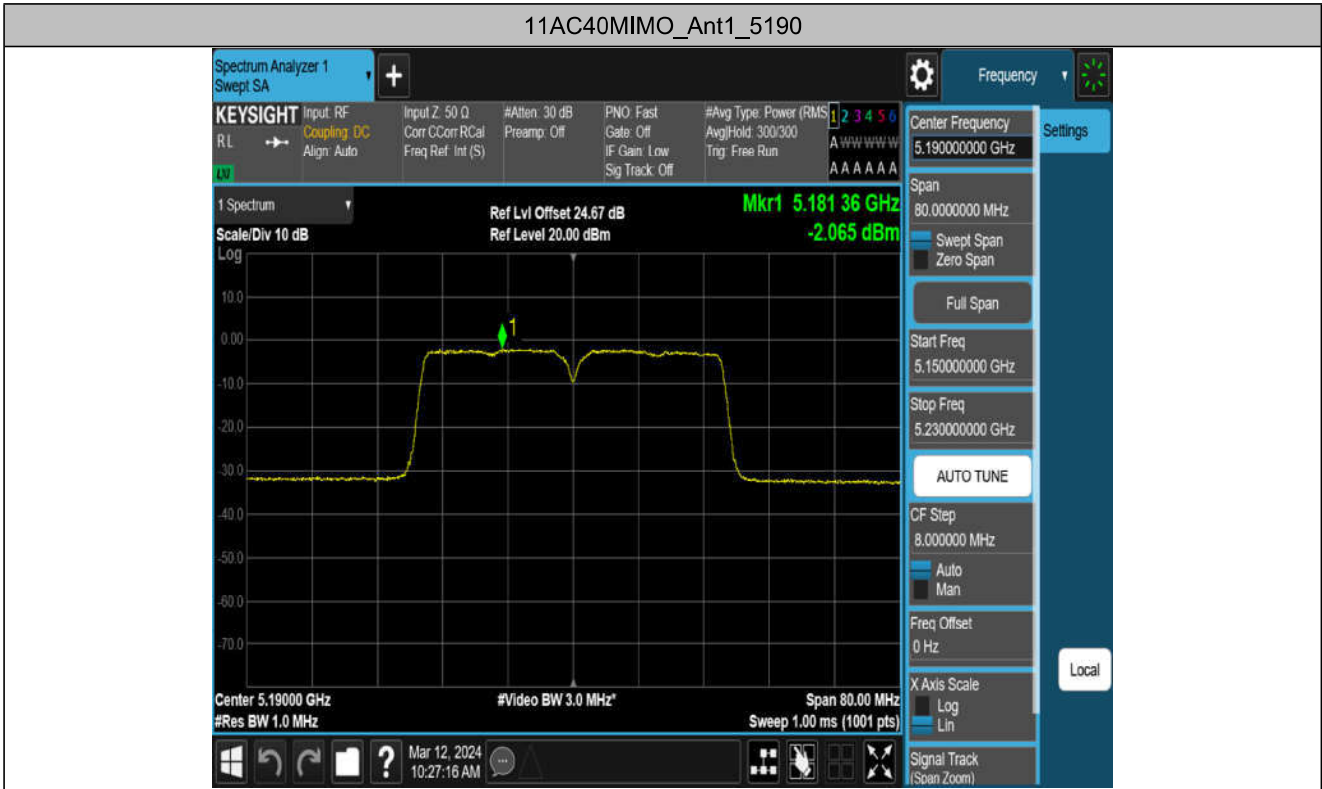 11AC40MIMO_Ant1_5190
Spectrum Analyzer 1
Swept SA
Frequency
KEYSIGHT
RL
LXI
Input: RF
Coupling: DC
Align: Auto
Input Z: 50 Ω
Corr CCorr RCal
Freq Ref: Int (S)
#Atten: 30 dB
Preamp: Off
PNO: Fast
Gate: Off
IF Gain: Low
Sig Track: Off
#Avg Type: Power (RMS
Avg|Hold: 300/300
Trig: Free Run
1 2 3 4 5 6
A W W W W W
A A A A A A
Center Frequency
5.190000000 GHz
Settings
Span
80.0000000 MHz
Swept Span
Zero Span
Full Span
Start Freq
5.150000000 GHz
Stop Freq
5.230000000 GHz
AUTO TUNE
CF Step
8.000000 MHz
Auto
Man
Freq Offset
0 Hz
X Axis Scale
Log
Lin
Local
Signal Track
(Span Zoom)
1 Spectrum
Scale/Div 10 dB
Log
Ref Lvl Offset 24.67 dB
Ref Level 20.00 dBm
Mkr1 5.181 36 GHz
-2.065 dBm
10.0
0.00
-10.0
-20.0
-30.0
-40.0
-50.0
-60.0
-70.0
1
Center 5.19000 GHz
#Res BW 1.0 MHz
#Video BW 3.0 MHz*
Span 80.00 MHz
Sweep 1.00 ms (1001 pts)
?
Mar 12, 2024
10:27:16 AM